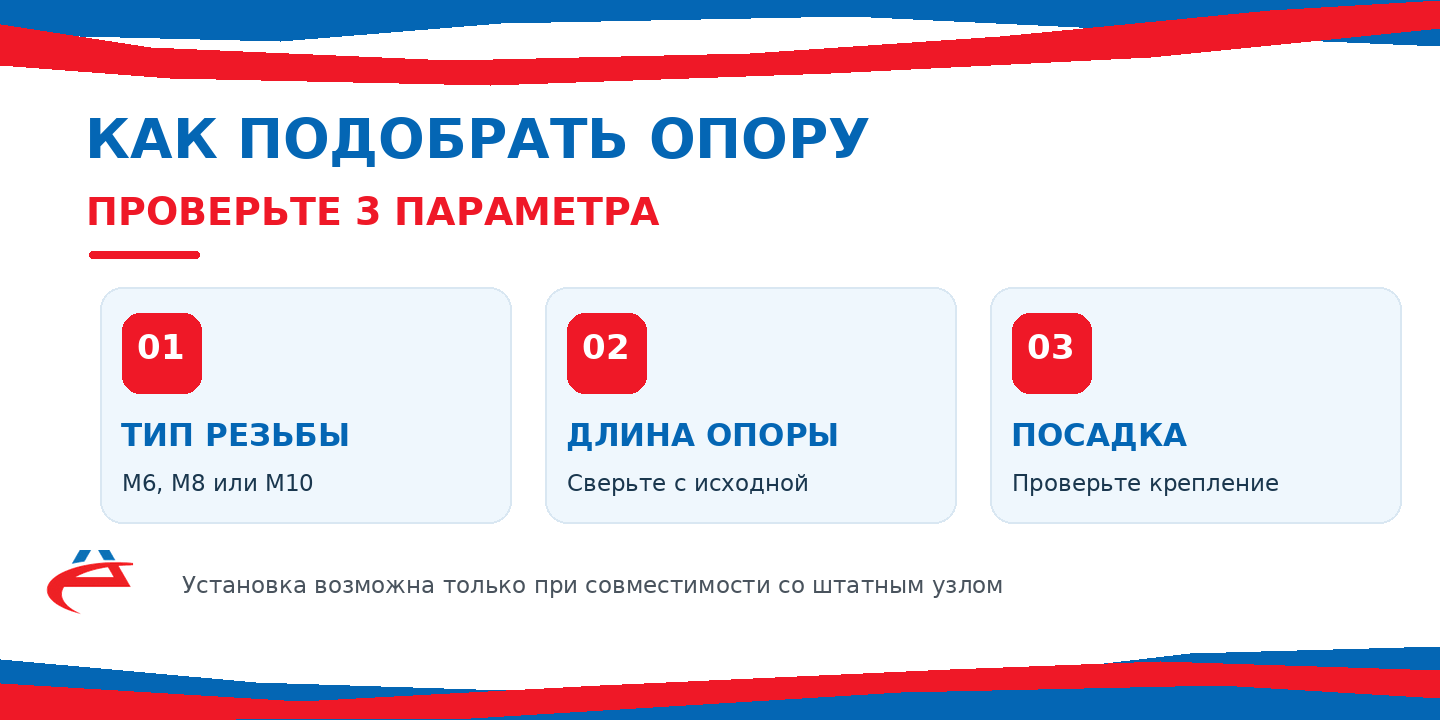 КАК ПОДОБРАТЬ ОПОРУ
ПРОВЕРЬТЕ 3 ПАРАМЕТРА
01
ТИП РЕЗЬБЫ
М6, М8 или М10
02
ДЛИНА ОПОРЫ
Сверьте с исходной
03
ПОСАДКА
Проверьте крепление
Установка возможна только при совместимости со штатным узлом